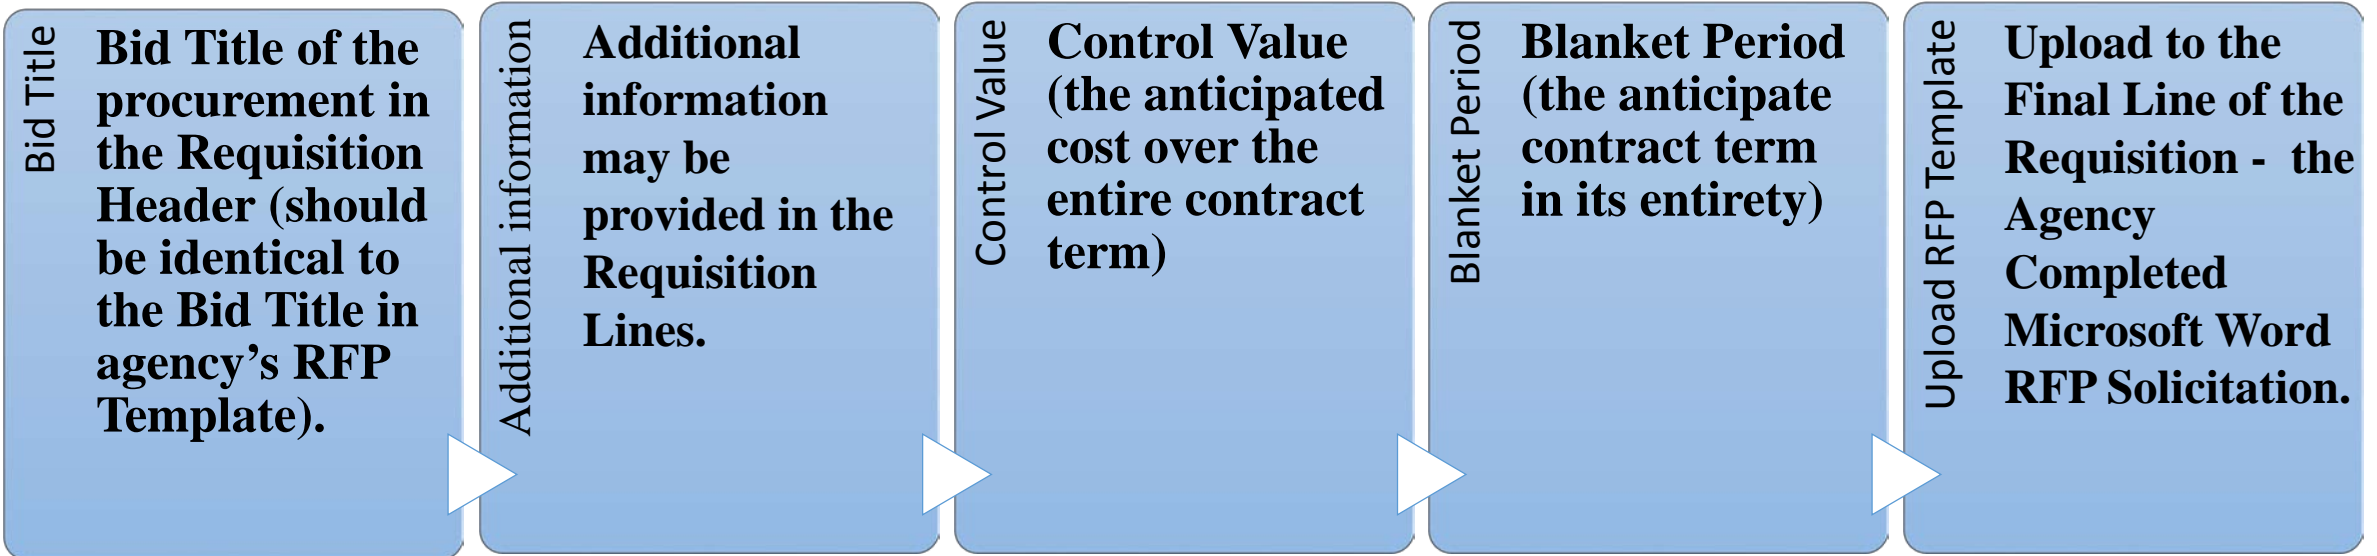 Bid Title
Bid Title of the
procurement in
the Requisition
Header (should
be identical to
the Bid Title in
agency’s RFP
Template).
Additional information
Additional
information
may be
provided in the
Requisition
Lines.
Control Value
Control Value
(the anticipated
cost over the
entire contract
term)
Blanket Period
Blanket Period
(the anticipate
contract term
in its entirety)
Upload RFP Template
Upload to the
Final Line of the
Requisition -  the
Agency
Completed
Microsoft Word
RFP Solicitation.